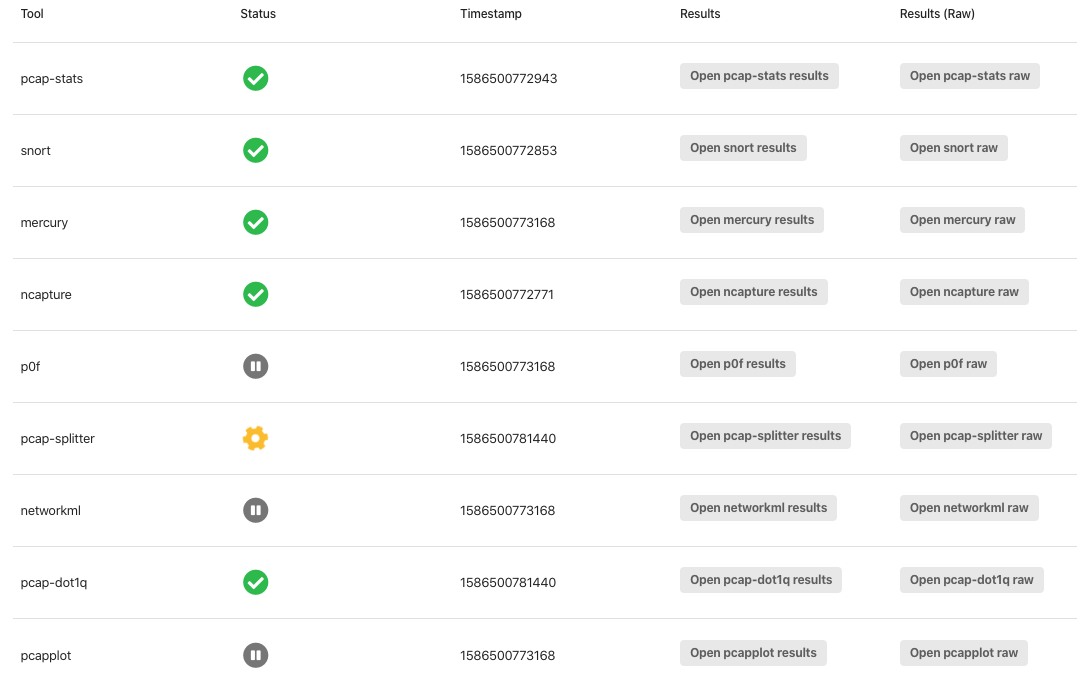 Tool Status Timestamp Results Results (Raw)
pcap-stats 1586500772943 Open pcap-stats results Open pcap-stats raw
snort 1586500772853 Open snort results Open snort raw
mercury 1586500773168 Open mercury results Open mercury raw
ncapture 1586500772771 Open ncapture results Open ncapture raw
p0f 1586500773168 Open p0f results Open p0f raw
pcap-splitter 1586500781440 Open pcap-splitter results Open pcap-splitter raw
networkml 1586500773168 Open networkml results Open networkml raw
pcap-dot1q 1586500781440 Open pcap-dot1q results Open pcap-dot1q raw
pcapplot 1586500773168 Open pcapplot results Open pcapplot raw